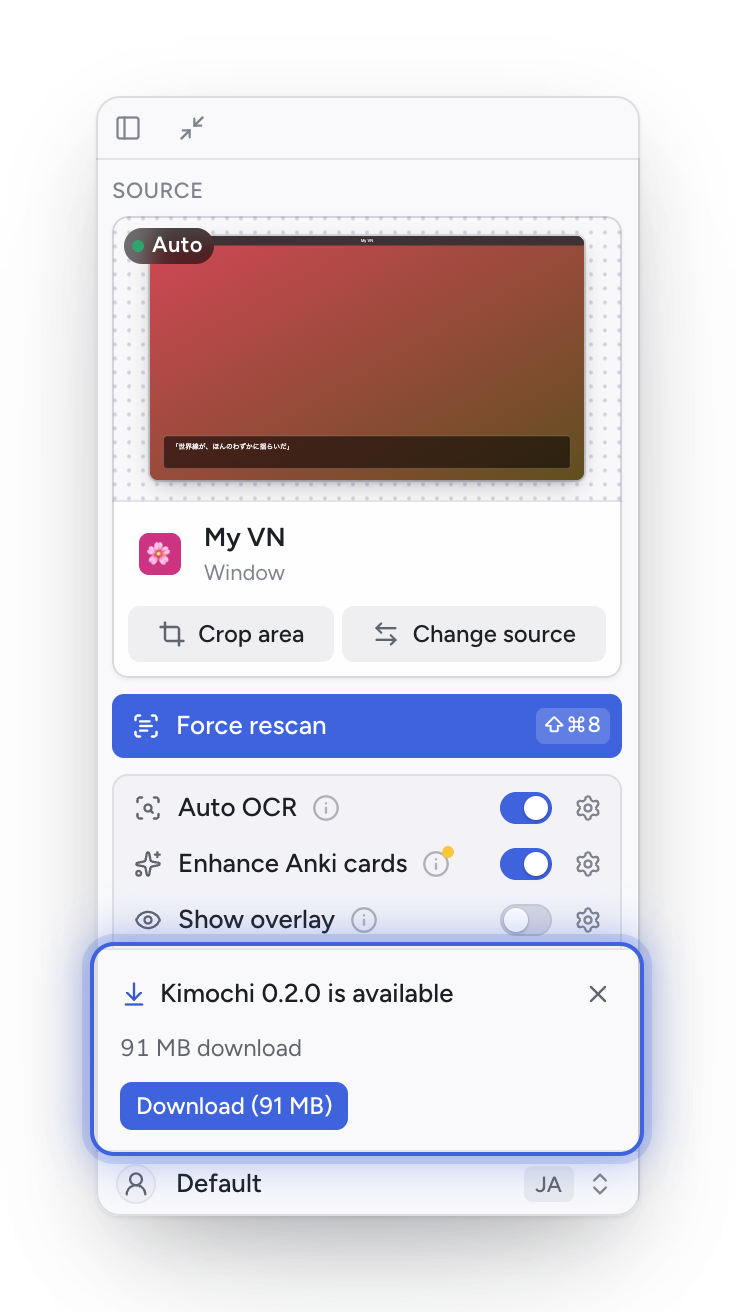 SOURCE
Auto
My VN
「世界線が、ほんのわずかに揺らいだ」
My VN
Window
Crop area
Change source
Force rescan
⇧⌘8
Auto OCR
Enhance Anki cards
Show overlay
Kimochi 0.2.0 is available
91 MB download
Download (91 MB)
Default
JA